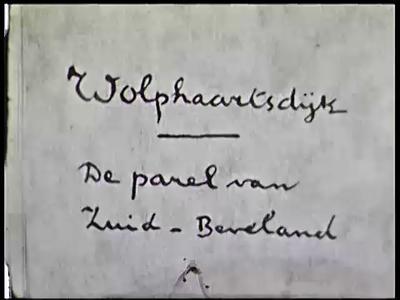 Wolphaartsdijk
De parel van
Zuid - Beveland